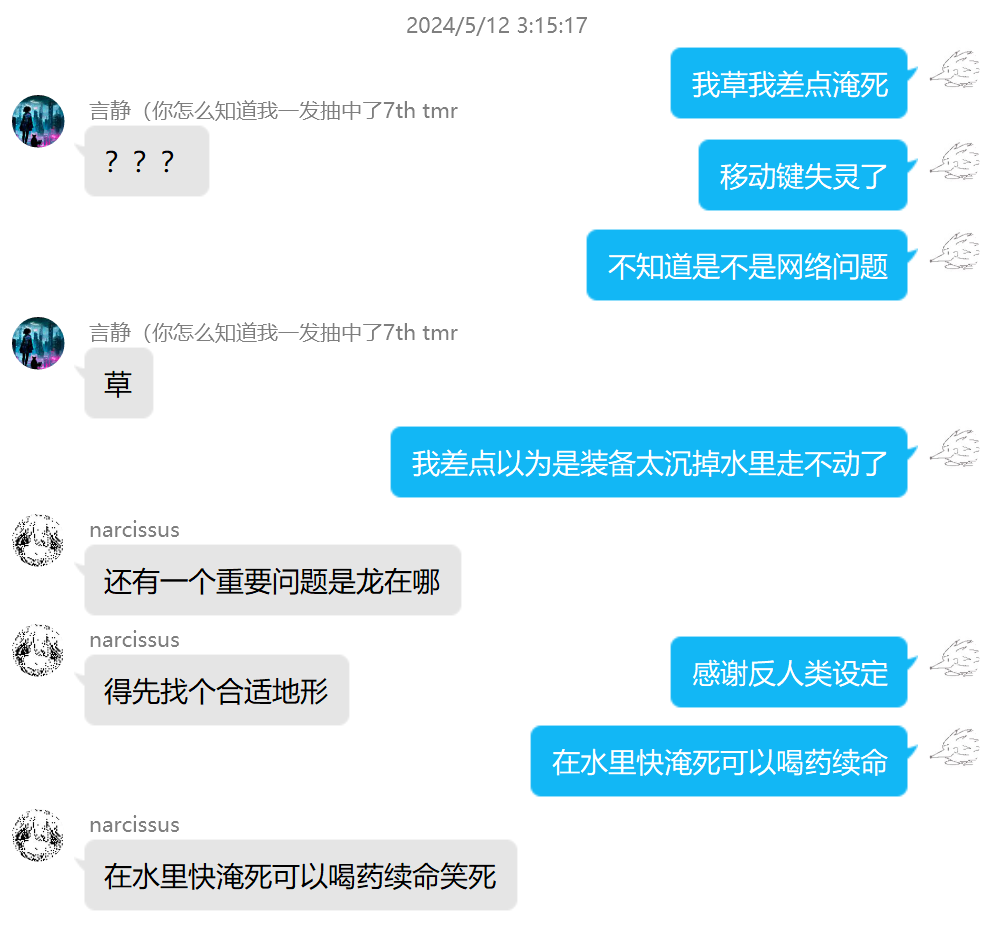 2024/5/12 3:15:17
我草我差点淹死
言静（你怎么知道我一发抽中了7th tmr
？？？
移动键失灵了
不知道是不是网络问题
言静（你怎么知道我一发抽中了7th tmr
草
我差点以为是装备太沉掉水里走不动了
narcissus
还有一个重要问题是龙在哪
narcissus
得先找个合适地形
感谢反人类设定
在水里快淹死可以喝药续命
narcissus
在水里快淹死可以喝药续命笑死